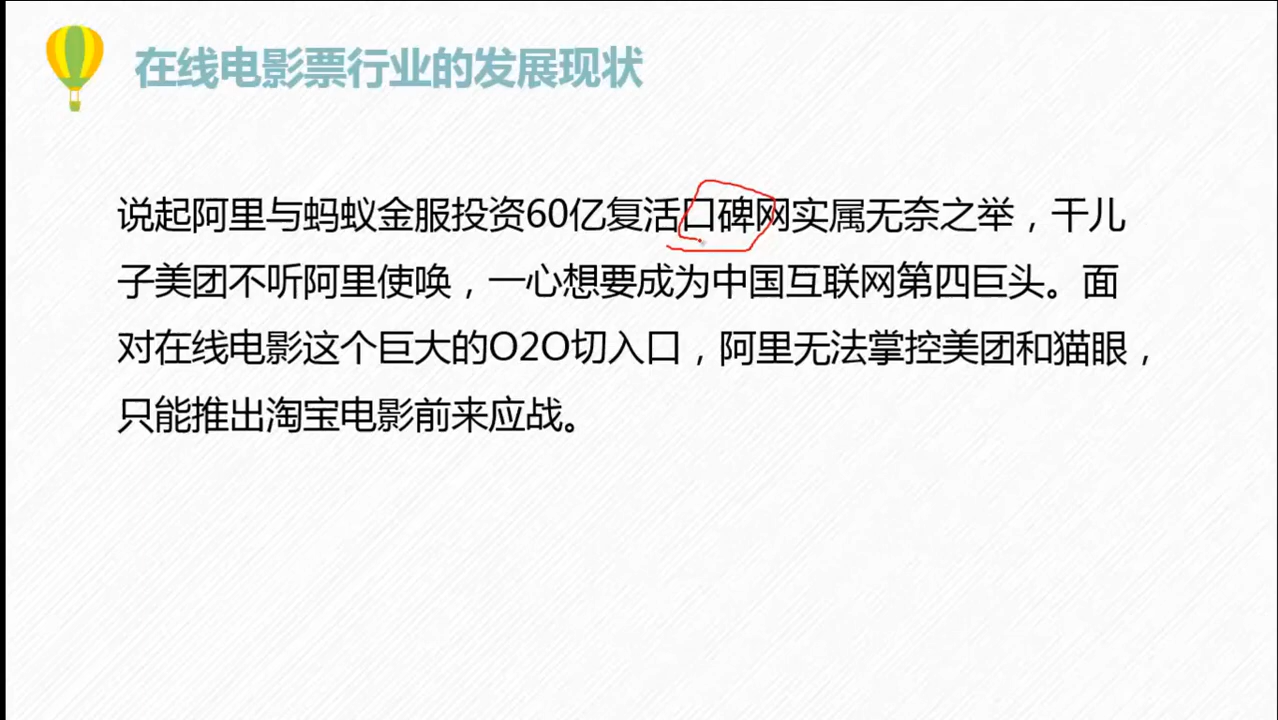 在线电影票行业的发展现状
说起阿里与蚂蚁金服投资60亿复活口碑网实属无奈之举，干儿
子美团不听阿里使唤，一心想要成为中国互联网第四巨头。面
对在线电影这个巨大的O2O切入口，阿里无法掌控美团和猫眼，
只能推出淘宝电影前来应战。